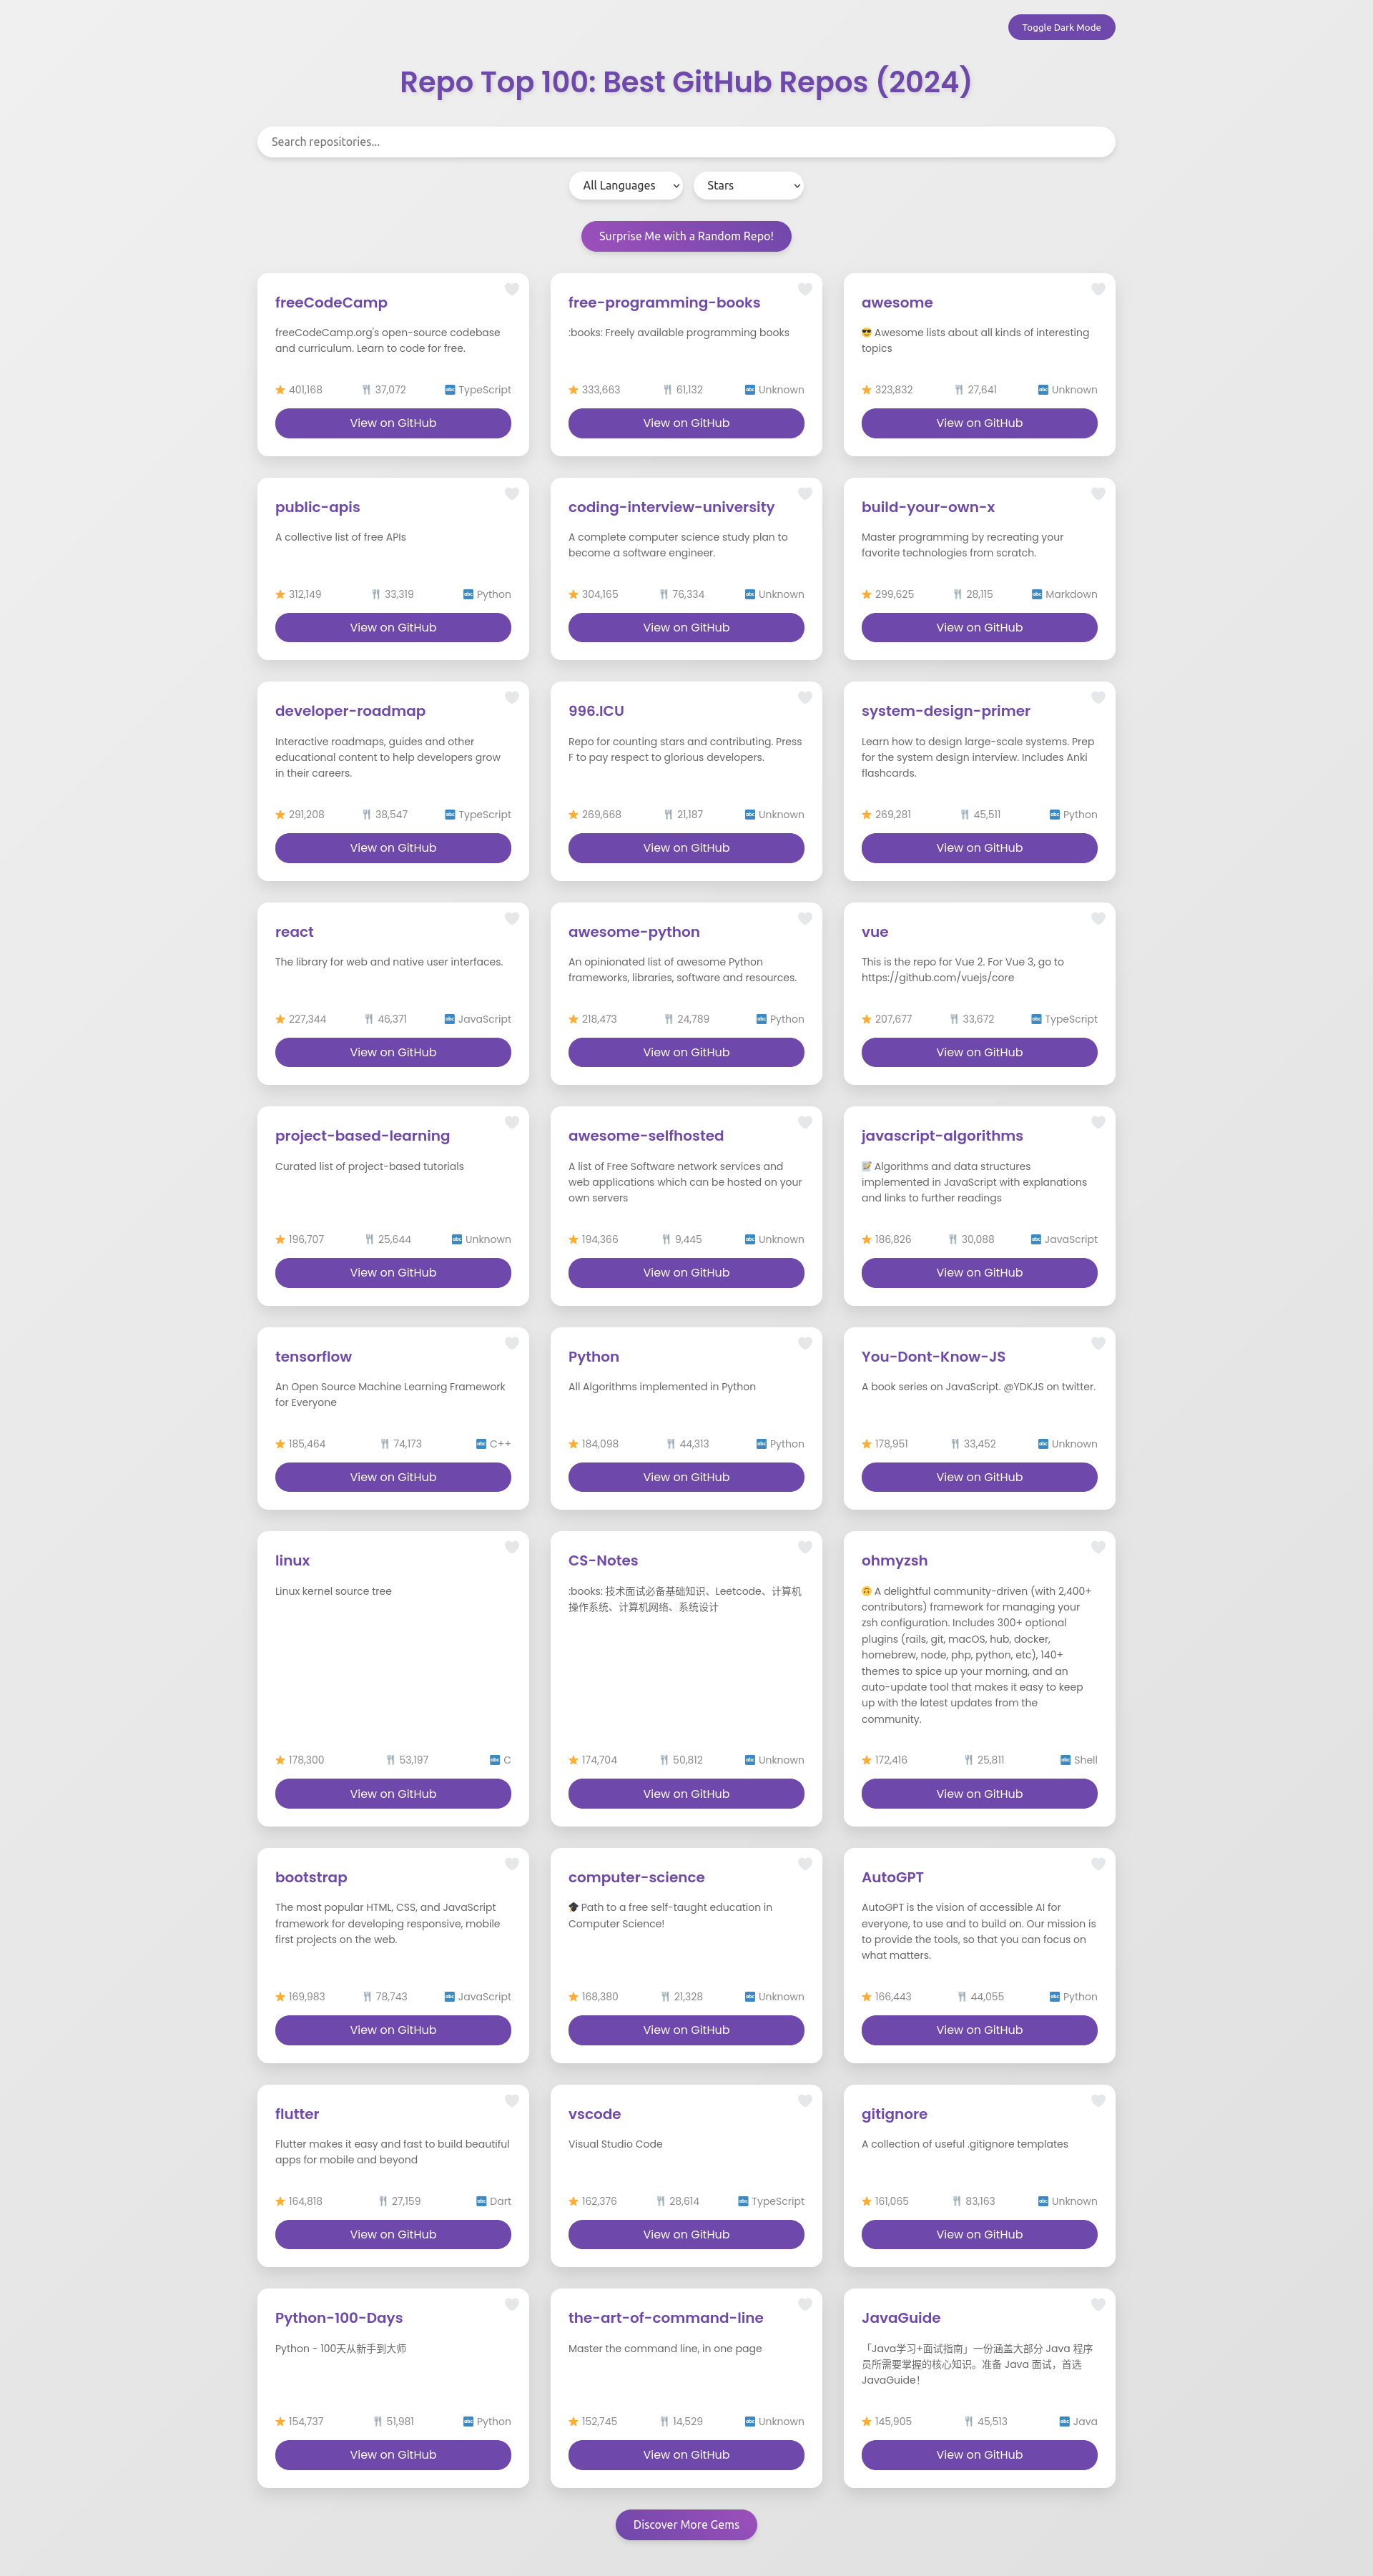 Toggle Dark Mode
Repo Top 100: Best GitHub Repos (2024)
Search repositories...
All Languages
Stars
Surprise Me with a Random Repo!
freeCodeCamp
freeCodeCamp.org's open-source codebase
and curriculum. Learn to code for free.
⭐ 401,168 🍴 37,072 🔤 TypeScript
View on GitHub
free-programming-books
:books: Freely available programming books
⭐ 333,663 🍴 61,132 🔤 Unknown
View on GitHub
awesome
😎 Awesome lists about all kinds of interesting
topics
⭐ 323,832 🍴 27,641 🔤 Unknown
View on GitHub
public-apis
A collective list of free APIs
⭐ 312,149 🍴 33,319 🔤 Python
View on GitHub
coding-interview-university
A complete computer science study plan to
become a software engineer.
⭐ 304,165 🍴 76,334 🔤 Unknown
View on GitHub
build-your-own-x
Master programming by recreating your
favorite technologies from scratch.
⭐ 299,625 🍴 28,115 🔤 Markdown
View on GitHub
developer-roadmap
Interactive roadmaps, guides and other
educational content to help developers grow
in their careers.
⭐ 291,208 🍴 38,547 🔤 TypeScript
View on GitHub
996.ICU
Repo for counting stars and contributing. Press
F to pay respect to glorious developers.
⭐ 269,668 🍴 21,187 🔤 Unknown
View on GitHub
system-design-primer
Learn how to design large-scale systems. Prep
for the system design interview. Includes Anki
flashcards.
⭐ 269,281 🍴 45,511 🔤 Python
View on GitHub
react
The library for web and native user interfaces.
⭐ 227,344 🍴 46,371 🔤 JavaScript
View on GitHub
awesome-python
An opinionated list of awesome Python
frameworks, libraries, software and resources.
⭐ 218,473 🍴 24,789 🔤 Python
View on GitHub
vue
This is the repo for Vue 2. For Vue 3, go to
https://github.com/vuejs/core
⭐ 207,677 🍴 33,672 🔤 TypeScript
View on GitHub
project-based-learning
Curated list of project-based tutorials
⭐ 196,707 🍴 25,644 🔤 Unknown
View on GitHub
awesome-selfhosted
A list of Free Software network services and
web applications which can be hosted on your
own servers
⭐ 194,366 🍴 9,445 🔤 Unknown
View on GitHub
javascript-algorithms
📝 Algorithms and data structures
implemented in JavaScript with explanations
and links to further readings
⭐ 186,826 🍴 30,088 🔤 JavaScript
View on GitHub
tensorflow
An Open Source Machine Learning Framework
for Everyone
⭐ 185,464 🍴 74,173 🔤 C++
View on GitHub
Python
All Algorithms implemented in Python
⭐ 184,098 🍴 44,313 🔤 Python
View on GitHub
You-Dont-Know-JS
A book series on JavaScript. @YDKJS on twitter.
⭐ 178,951 🍴 33,452 🔤 Unknown
View on GitHub
linux
Linux kernel source tree
⭐ 178,300 🍴 53,197 🔤 C
View on GitHub
CS-Notes
:books: 技术面试必备基础知识、Leetcode、计算机
操作系统、计算机网络、系统设计
⭐ 174,704 🍴 50,812 🔤 Unknown
View on GitHub
ohmyzsh
🙃 A delightful community-driven (with 2,400+
contributors) framework for managing your
zsh configuration. Includes 300+ optional
plugins (rails, git, macOS, hub, docker,
homebrew, node, php, python, etc), 140+
themes to spice up your morning, and an
auto-update tool that makes it easy to keep
up with the latest updates from the
community.
⭐ 172,416 🍴 25,811 🔤 Shell
View on GitHub
bootstrap
The most popular HTML, CSS, and JavaScript
framework for developing responsive, mobile
first projects on the web.
⭐ 169,983 🍴 78,743 🔤 JavaScript
View on GitHub
computer-science
🎓 Path to a free self-taught education in
Computer Science!
⭐ 168,380 🍴 21,328 🔤 Unknown
View on GitHub
AutoGPT
AutoGPT is the vision of accessible AI for
everyone, to use and to build on. Our mission is
to provide the tools, so that you can focus on
what matters.
⭐ 166,443 🍴 44,055 🔤 Python
View on GitHub
flutter
Flutter makes it easy and fast to build beautiful
apps for mobile and beyond
⭐ 164,818 🍴 27,159 🔤 Dart
View on GitHub
vscode
Visual Studio Code
⭐ 162,376 🍴 28,614 🔤 TypeScript
View on GitHub
gitignore
A collection of useful .gitignore templates
⭐ 161,065 🍴 83,163 🔤 Unknown
View on GitHub
Python-100-Days
Python - 100天从新手到大师
⭐ 154,737 🍴 51,981 🔤 Python
View on GitHub
the-art-of-command-line
Master the command line, in one page
⭐ 152,745 🍴 14,529 🔤 Unknown
View on GitHub
JavaGuide
「Java学习+面试指南」一份涵盖大部分 Java 程序
员所需要掌握的核心知识。准备 Java 面试，首选
JavaGuide！
⭐ 145,905 🍴 45,513 🔤 Java
View on GitHub
Discover More Gems